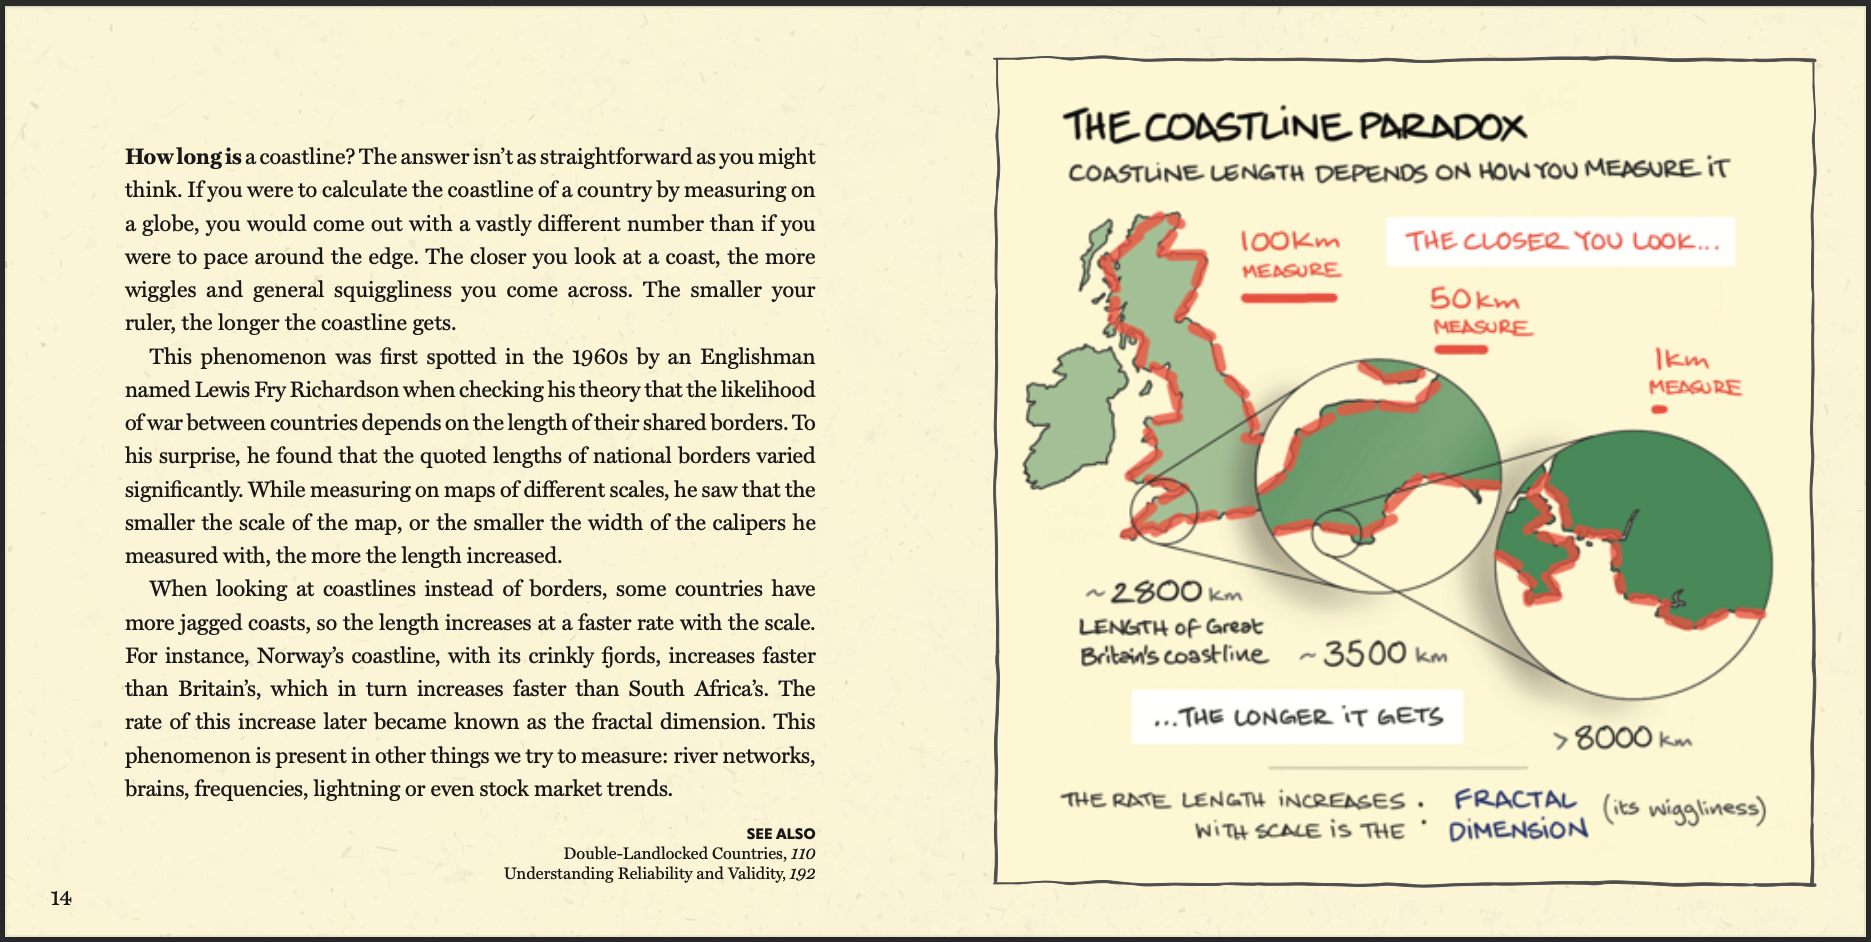 How long is a coastline? The answer isn't as straightforward as you might
think. If you were to calculate the coastline of a country by measuring on
a globe, you would come out with a vastly different number than if you
were to pace around the edge. The closer you look at a coast, the more
wiggles and general squiggliness you come across. The smaller your
ruler, the longer the coastline gets.
This phenomenon was first spotted in the 1960s by an Englishman
named Lewis Fry Richardson when checking his theory that the likelihood
of war between countries depends on the length of their shared borders. To
his surprise, he found that the quoted lengths of national borders varied
significantly. While measuring on maps of different scales, he saw that the
smaller the scale of the map, or the smaller the width of the calipers he
measured with, the more the length increased.
When looking at coastlines instead of borders, some countries have
more jagged coasts, so the length increases at a faster rate with the scale.
For instance, Norway's coastline, with its crinkly fjords, increases faster
than Britain's, which in turn increases faster than South Africa's. The
rate of this increase later became known as the fractal dimension. This
phenomenon is present in other things we try to measure: river networks,
brains, frequencies, lightning or even stock market trends.
SEE ALSO
Double-Landlocked Countries, 110
Understanding Reliability and Validity, 192
14
THE COASTLINE PARADOX
COASTLINE LENGTH DEPENDS ON HOW YOU MEASURE IT
100km
MEASURE
THE CLOSER YOU LOOK...
50km
MEASURE
1km
MEASURE
~2800 km
LENGTH of Great
Britain's coastline
~3500 km
...THE LONGER IT GETS
>8000 km
THE RATE LENGTH INCREASES
WITH SCALE IS THE :
FRACTAL
DIMENSION
(its wiggliness)